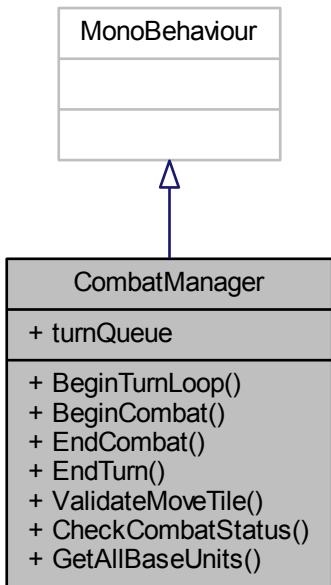 MonoBehaviour
CombatManager
+ turnQueue
+ BeginTurnLoop()
+ BeginCombat()
+ EndCombat()
+ EndTurn()
+ ValidateMoveTile()
+ CheckCombatStatus()
+ GetAllBaseUnits()